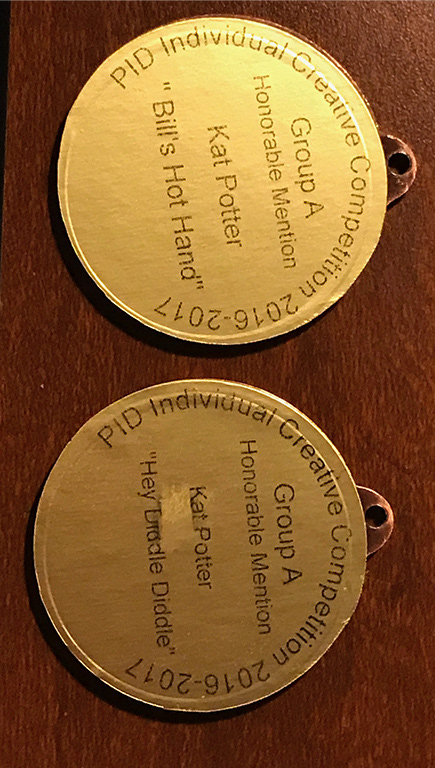 PID Individual Creative Competition 2016-2017
Group A
Honorable Mention
Kat Potter
" Bill's Hot Hand"
PID Individual Creative Competition 2016-2017
Group A
Honorable Mention
Kat Potter
"Hey Diddle Diddle"